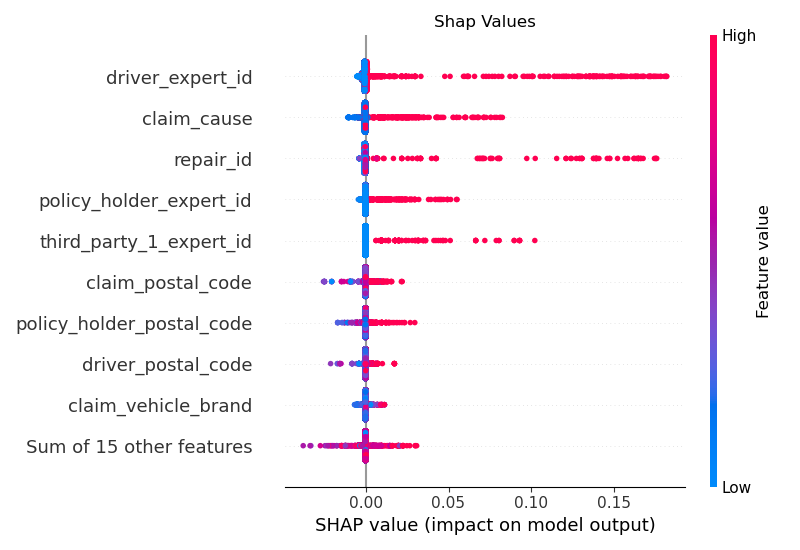 Shap Values
High
driver_expert_id
claim_cause
repair_id
policy_holder_expert_id
third_party_1_expert_id
claim_postal_code
policy_holder_postal_code
driver_postal_code
claim_vehicle_brand
Sum of 15 other features
Feature value
Low
0.00 0.05 0.10 0.15
SHAP value (impact on model output)